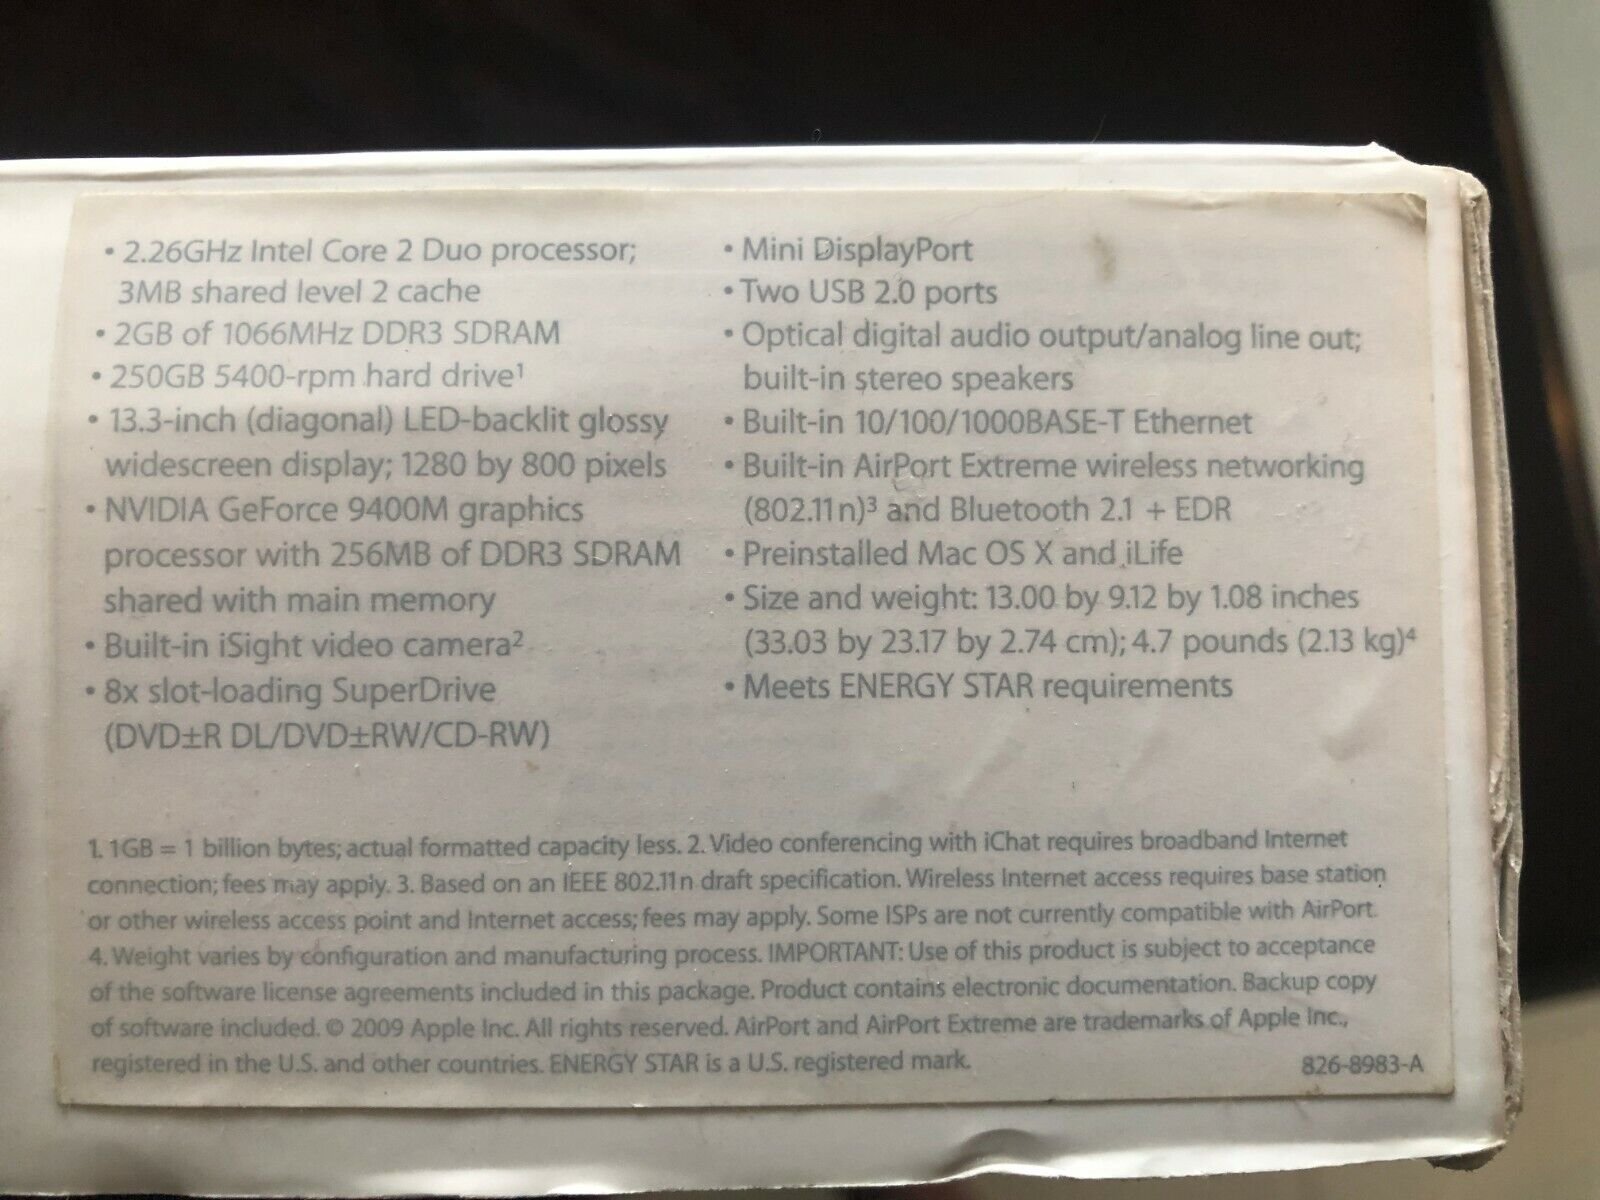 • 2.26GHz Intel Core 2 Duo processor;
3MB shared level 2 cache
• 2GB of 1066MHz DDR3 SDRAM
• 250GB 5400-rpm hard drive¹
• 13.3-inch (diagonal) LED-backlit glossy
widescreen display; 1280 by 800 pixels
• NVIDIA GeForce 9400M graphics
processor with 256MB of DDR3 SDRAM
shared with main memory
• Built-in iSight video camera²
• 8x slot-loading SuperDrive
(DVD±R DL/DVD±RW/CD-RW)
• Mini DisplayPort
• Two USB 2.0 ports
• Optical digital audio output/analog line out;
built-in stereo speakers
• Built-in 10/100/1000BASE-T Ethernet
• Built-in AirPort Extreme wireless networking
(802.11n)³ and Bluetooth 2.1 + EDR
• Preinstalled Mac OS X and iLife
• Size and weight: 13.00 by 9.12 by 1.08 inches
(33.03 by 23.17 by 2.74 cm); 4.7 pounds (2.13 kg)⁴
• Meets ENERGY STAR requirements
1. 1GB = 1 billion bytes; actual formatted capacity less. 2. Video conferencing with iChat requires broadband Internet
connection; fees may apply. 3. Based on an IEEE 802.11n draft specification. Wireless Internet access requires base station
or other wireless access point and Internet access; fees may apply. Some ISPs are not currently compatible with AirPort.
4. Weight varies by configuration and manufacturing process. IMPORTANT: Use of this product is subject to acceptance
of the software license agreements included in this package. Product contains electronic documentation. Backup copy
of software included. © 2009 Apple Inc. All rights reserved. AirPort and AirPort Extreme are trademarks of Apple Inc.,
registered in the U.S. and other countries. ENERGY STAR is a U.S. registered mark.
826-8983-A